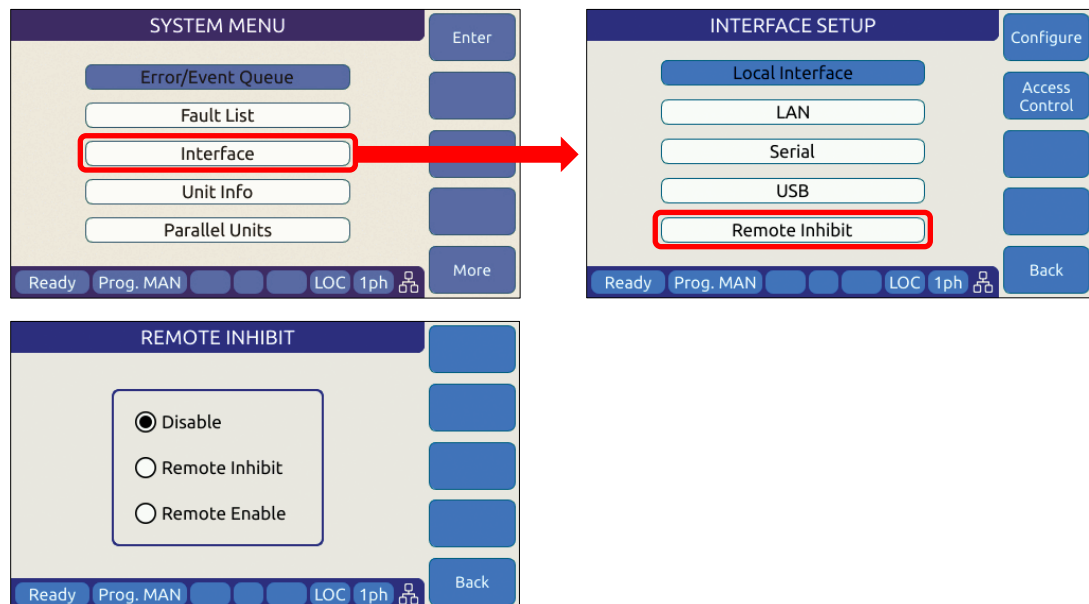 SYSTEM MENU
Enter
Error/Event Queue
Fault List
Interface
Unit Info
Parallel Units
More
Ready Prog. MAN LOC 1ph
INTERFACE SETUP
Configure
Local Interface
Access
Control
LAN
Serial
USB
Remote Inhibit
Back
Ready Prog. MAN LOC 1ph
REMOTE INHIBIT
Disable
Remote Inhibit
Remote Enable
Back
Ready Prog. MAN LOC 1ph